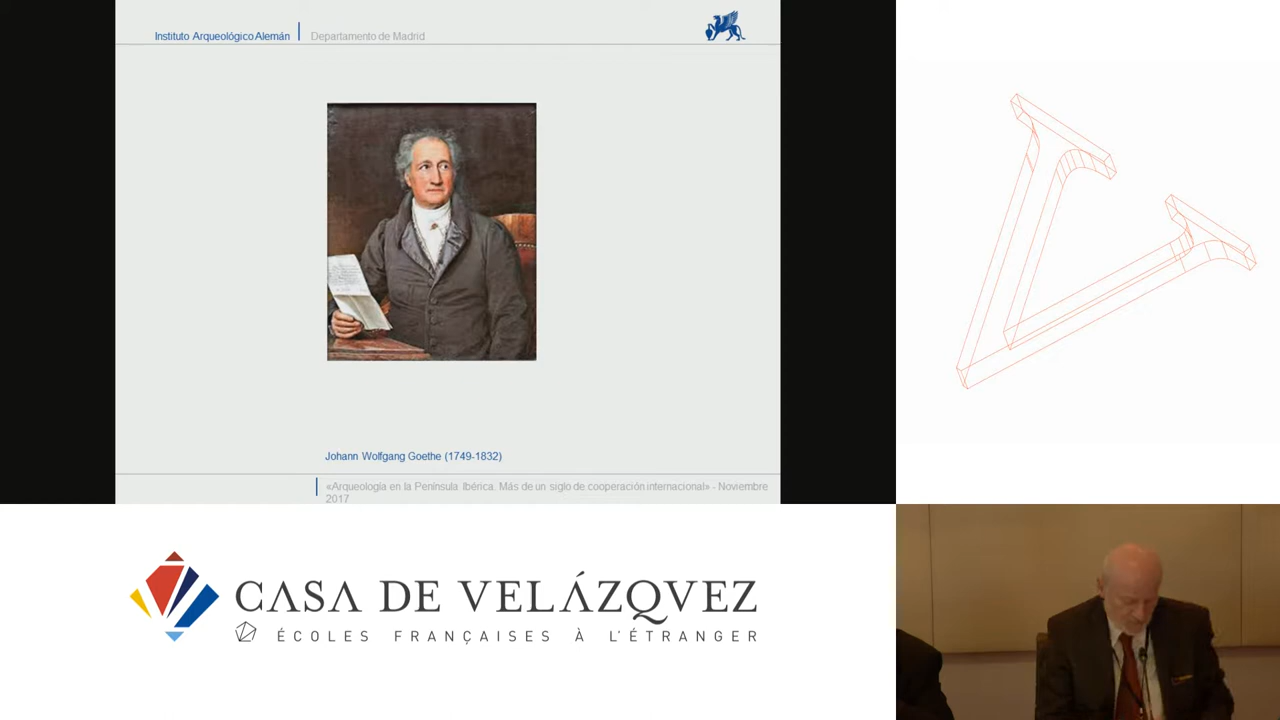 Instituto Arqueológico Alemán
Departamento de Madrid
Johann Wolfgang Goethe (1749-1832)
«Arqueología en la Península Ibérica. Más de un siglo de cooperación internacional» - Noviembre
2017
CASA DE VELÁZQVEZ
ÉCOLES FRANÇAISES À L'ÉTRANGER